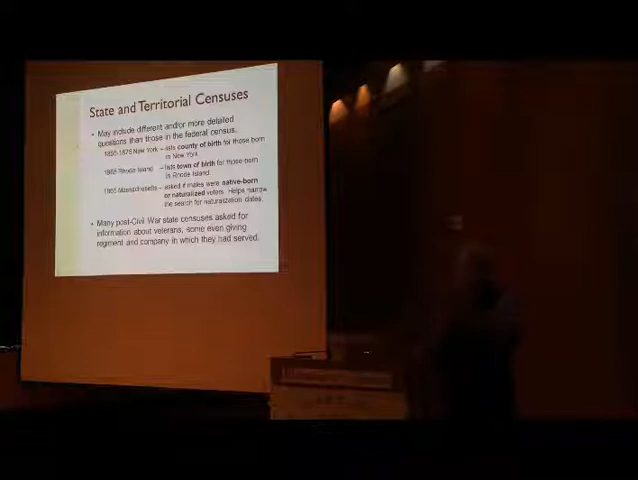 State and Territorial Censuses
• May include different and/or more detailed
questions than those in the federal census.
1855-1875 New York – lists county of birth for those born
in New York
1865 Rhode Island – lists town of birth for those born
in Rhode Island
1865 Massachusetts – asked if males were native-born
or naturalized voters. Helps narrow
the search for naturalization dates.
• Many post-Civil War state censuses asked for
information about veterans, some even giving
regiment and company in which they had served.